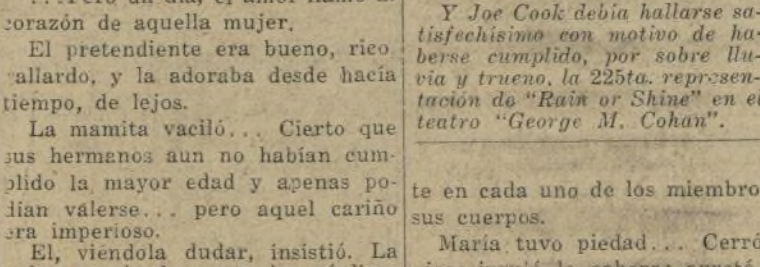 corazón de aquella mujer.
El pretendiente era bueno, rico
allardo, y la adoraba desde hacía
tiempo, de lejos.
La mamita vaciló... Cierto que
sus hermanos aun no habían cum-
plido la mayor edad y apenas po-
dían valerse... pero aquel cariño
era imperioso.
El, viéndola dudar, insistió. La
Y Joe Cook debía hallarse sa-
tisfechísimo con motivo de ha-
berse cumplido, por sobre llu-
via y trueno, la 225ta. represen-
tación de "Rain or Shine" en el
teatro "George M. Cohan".
te en cada uno de los miembro
sus cuerpos.
María tuvo piedad... Cerró